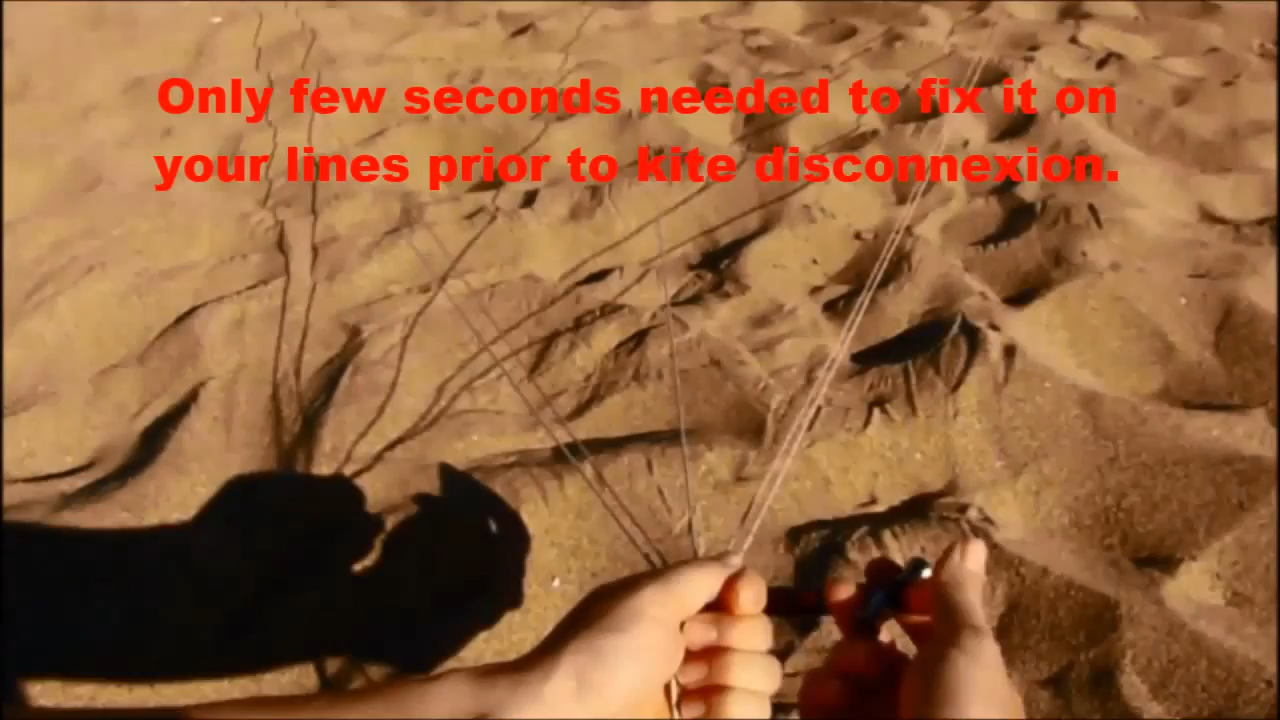 Only few seconds needed to fix it on
your lines prior to kite disconnexion.